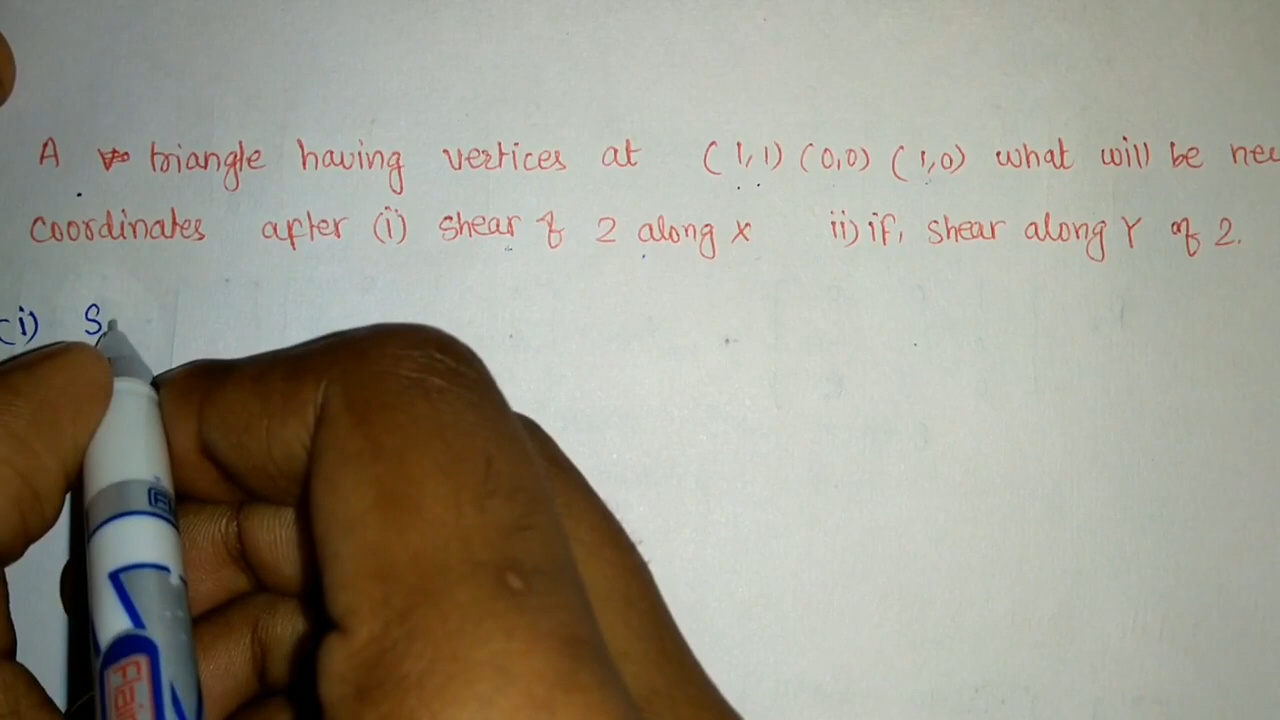 A triangle having vertices at (1,1) (0,0) (1,0) what will be
coordinates after (i) shear of 2 along x ii) if, shear along Y of 2.
(i) S
Flair